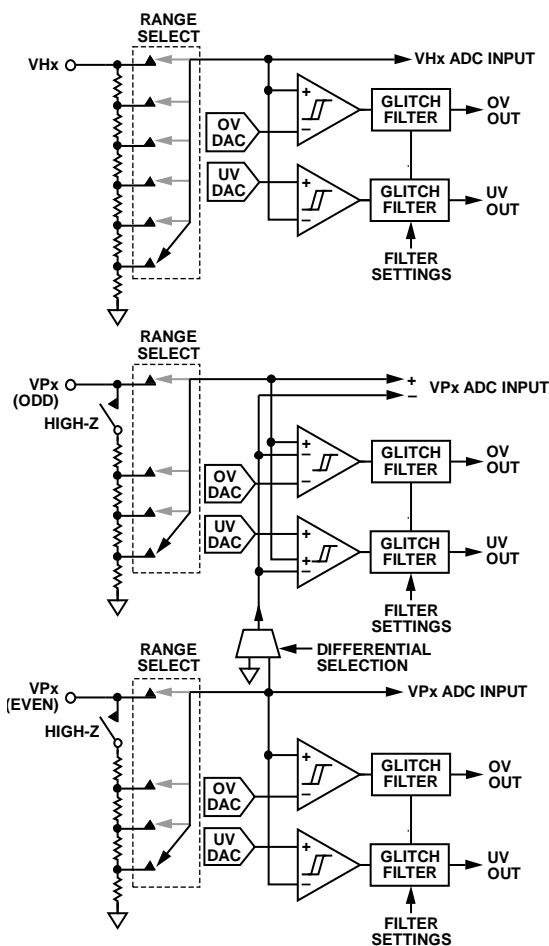 RANGE
SELECT
VHx
VHx ADC INPUT
+
−
OV
DAC
GLITCH
FILTER
OV
OUT
UV
DAC
+
−
GLITCH
FILTER
UV
OUT
FILTER
SETTINGS
RANGE
SELECT
VPx
(ODD)
HIGH-Z
+
−
VPx ADC INPUT
+
−
−
OV
DAC
GLITCH
FILTER
OV
OUT
UV
DAC
+
+
−
GLITCH
FILTER
UV
OUT
FILTER
SETTINGS
DIFFERENTIAL
SELECTION
RANGE
SELECT
VPx
(EVEN)
HIGH-Z
VPx ADC INPUT
+
−
OV
DAC
GLITCH
FILTER
OV
OUT
UV
DAC
+
−
GLITCH
FILTER
UV
OUT
FILTER
SETTINGS